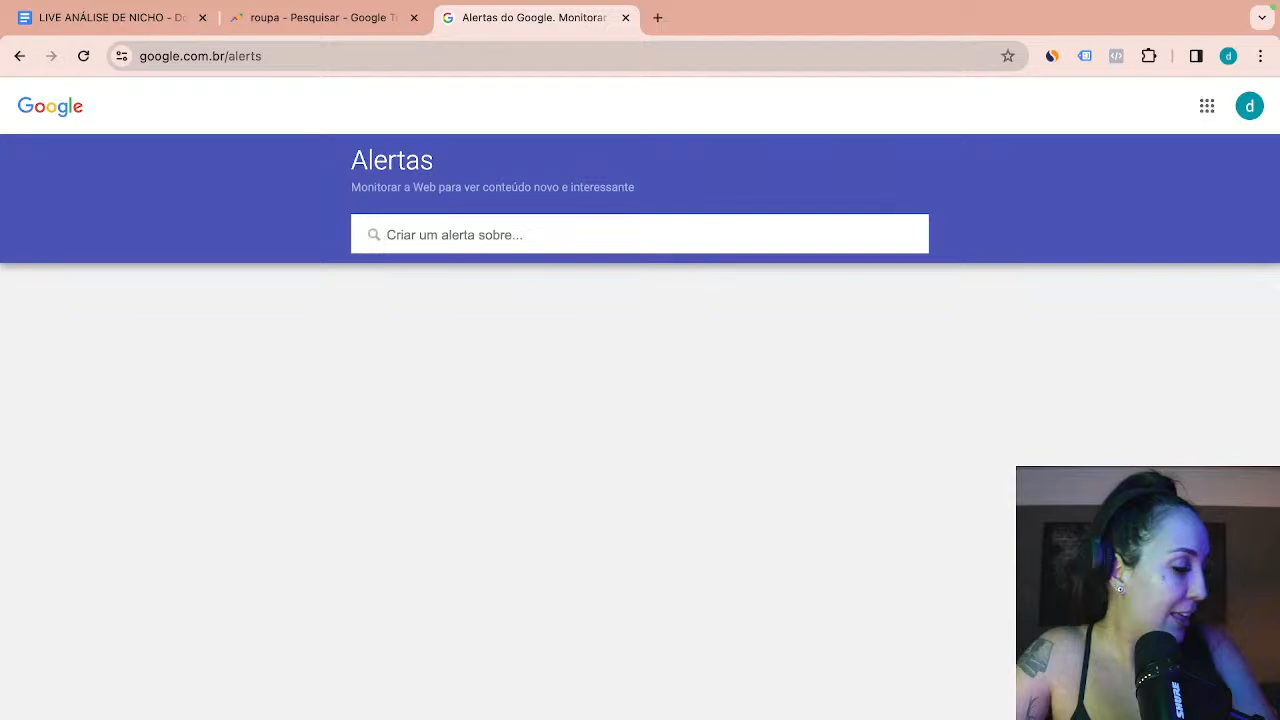 LIVE ANÁLISE DE NICHO - Do
roupa - Pesquisar - Google T
Alertas do Google. Monitorar
google.com.br/alerts
d
Google
d
Alertas
Monitorar a Web para ver conteúdo novo e interessante
Criar um alerta sobre...